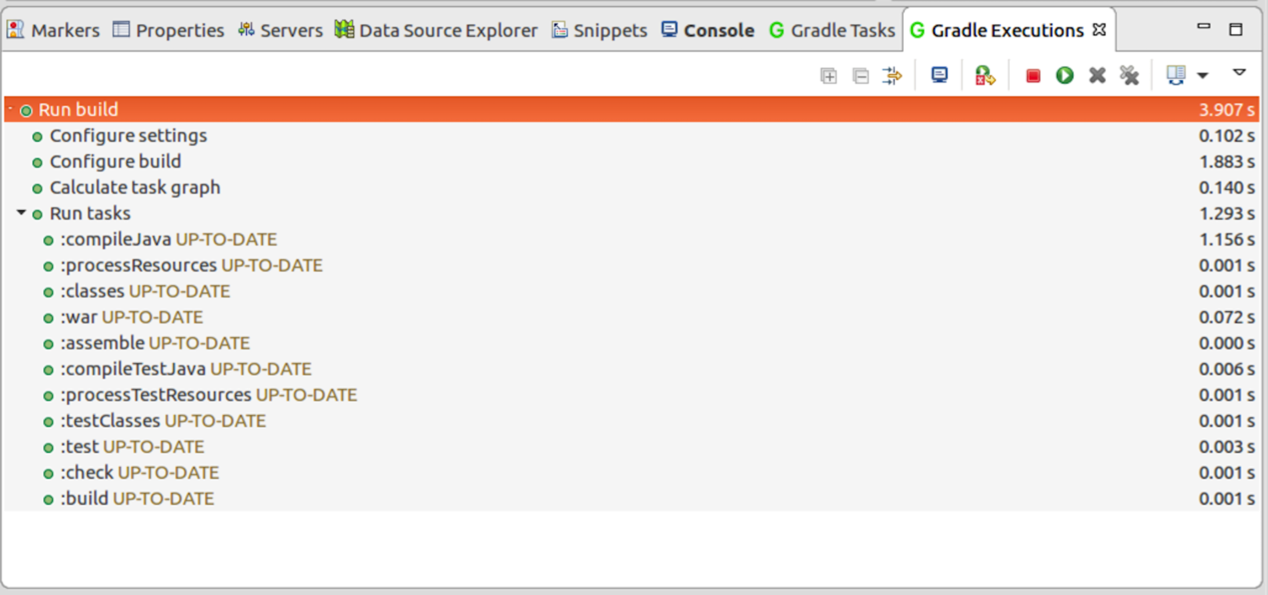 Markers Properties Servers Data Source Explorer Snippets Console Gradle Tasks Gradle Executions
Run build 3.907 s
Configure settings 0.102 s
Configure build 1.883 s
Calculate task graph 0.140 s
Run tasks 1.293 s
:compileJava UP-TO-DATE 1.156 s
:processResources UP-TO-DATE 0.001 s
:classes UP-TO-DATE 0.001 s
:war UP-TO-DATE 0.072 s
:assemble UP-TO-DATE 0.000 s
:compileTestJava UP-TO-DATE 0.006 s
:processTestResources UP-TO-DATE 0.001 s
:testClasses UP-TO-DATE 0.001 s
:test UP-TO-DATE 0.003 s
:check UP-TO-DATE 0.001 s
:build UP-TO-DATE 0.001 s